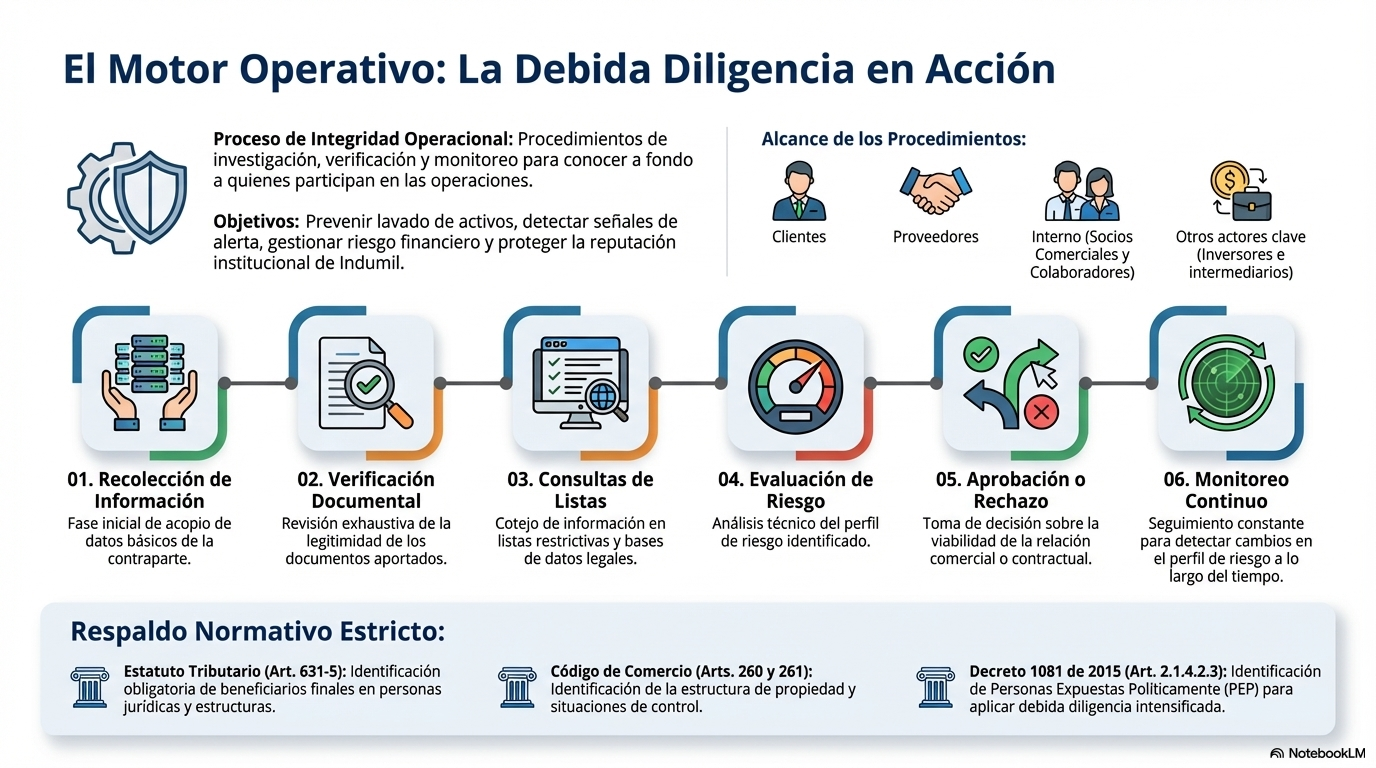 El Motor Operativo: La Debida Diligencia en Acción
Proceso de Integridad Operacional: Procedimientos de
investigación, verificación y monitoreo para conocer a fondo
a quienes participan en las operaciones.
Objetivos: Prevenir lavado de activos, detectar señales de
alerta, gestionar riesgo financiero y proteger la reputación
institucional de Indumil.
Alcance de los Procedimientos:
Clientes
Proveedores
Interno (Socios
Comerciales y
Colaboradores)
Otros actores clave
(Inversores e
intermediarios)
01. Recolección de
Información
Fase inicial de acopio de
datos básicos de la
contraparte.
02. Verificación
Documental
Revisión exhaustiva de la
legitimidad de los
documentos aportados.
03. Consultas de
Listas
Cotejo de información en
listas restrictivas y bases
de datos legales.
04. Evaluación de
Riesgo
Análisis técnico del perfil
de riesgo identificado.
05. Aprobación o
Rechazo
Toma de decisión sobre la
viabilidad de la relación
comercial o contractual.
06. Monitoreo
Continuo
Seguimiento constante
para detectar cambios en
el perfil de riesgo a lo
largo del tiempo.
Respaldo Normativo Estricto:
Estatuto Tributario (Art. 631-5): Identificación
obligatoria de beneficiarios finales en personas
jurídicas y estructuras.
Código de Comercio (Arts. 260 y 261):
Identificación de la estructura de propiedad y
situaciones de control.
Decreto 1081 de 2015 (Art. 2.1.4.2.3): Identificación
de Personas Expuestas Políticamente (PEP) para
aplicar debida diligencia intensificada.
NotebookLM